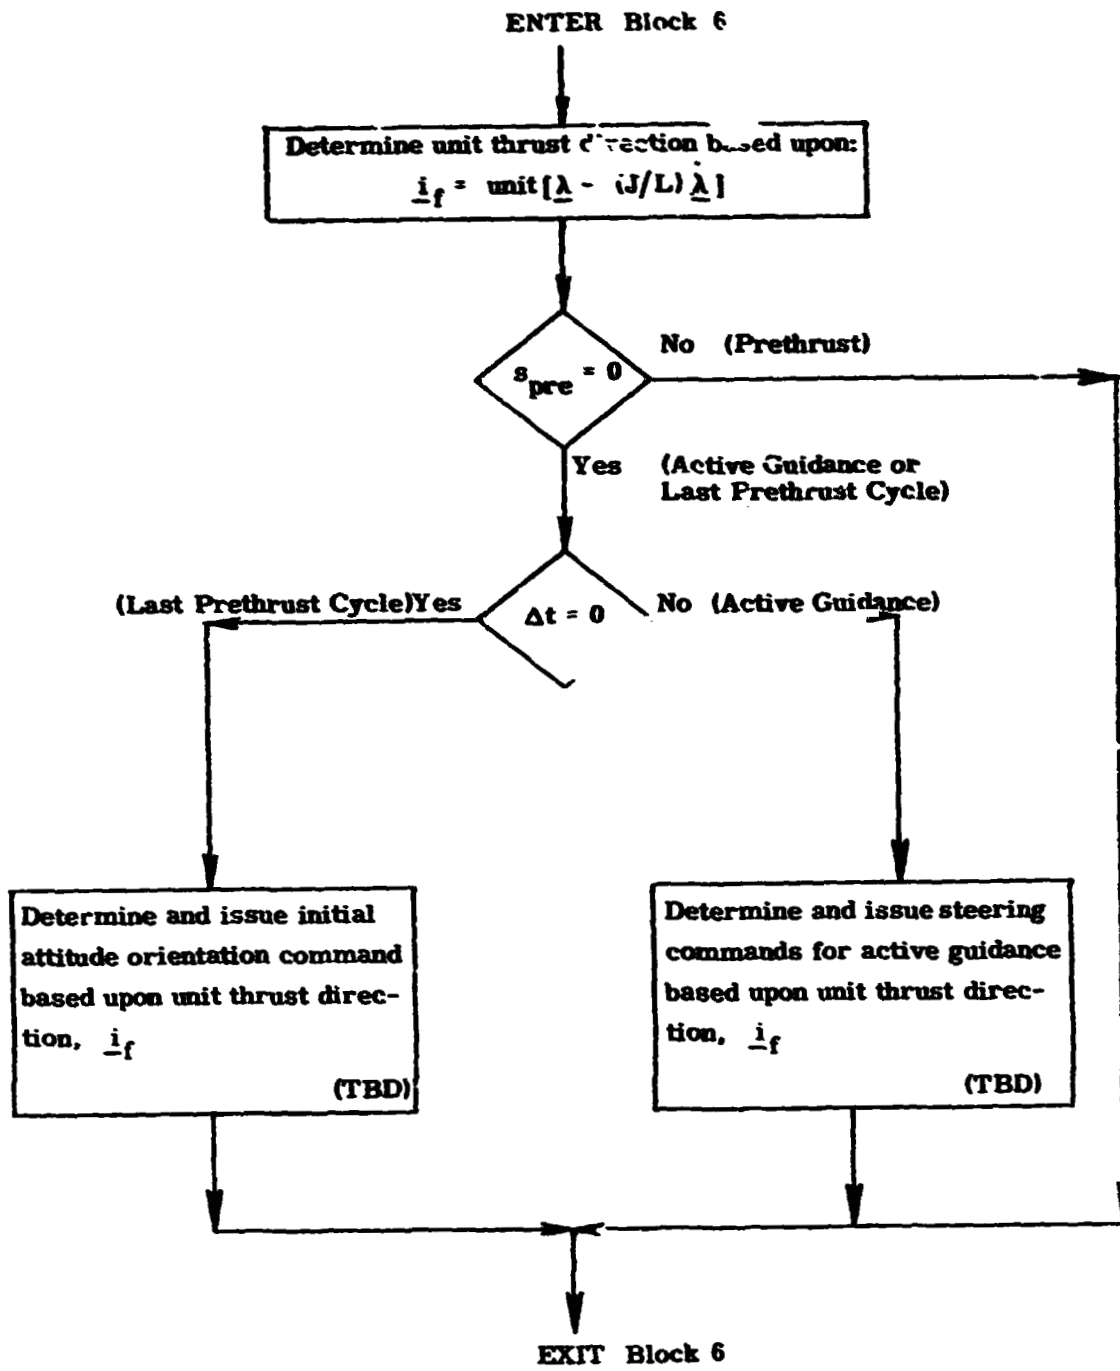 ENTER Block 6
Determine unit thrust direction based upon:
i_f = unit [λ - (J/L) λ̇ ]
s_pre = 0
No (Prethrust)
Yes (Active Guidance or
Last Prethrust Cycle)
(Last Prethrust Cycle) Yes
Δt = 0
No (Active Guidance)
Determine and issue initial
attitude orientation command
based upon unit thrust direc-
tion, i_f
(TBD)
Determine and issue steering
commands for active guidance
based upon unit thrust direc-
tion, i_f
(TBD)
EXIT Block 6